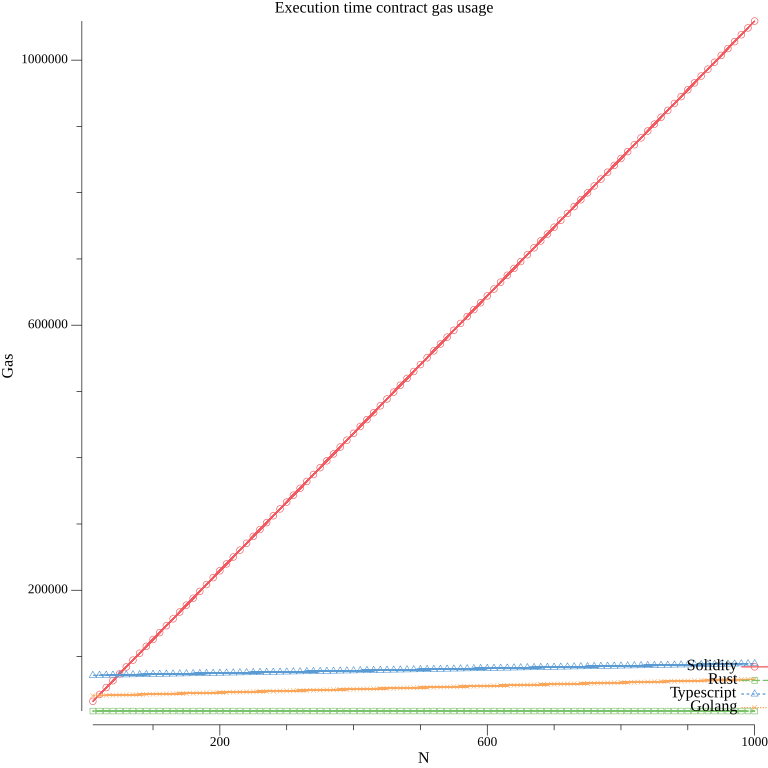 Execution time contract gas usage
1000000
600000
200000
Gas
Solidity
Rust
Typescript
Golang
200
600
1000
N